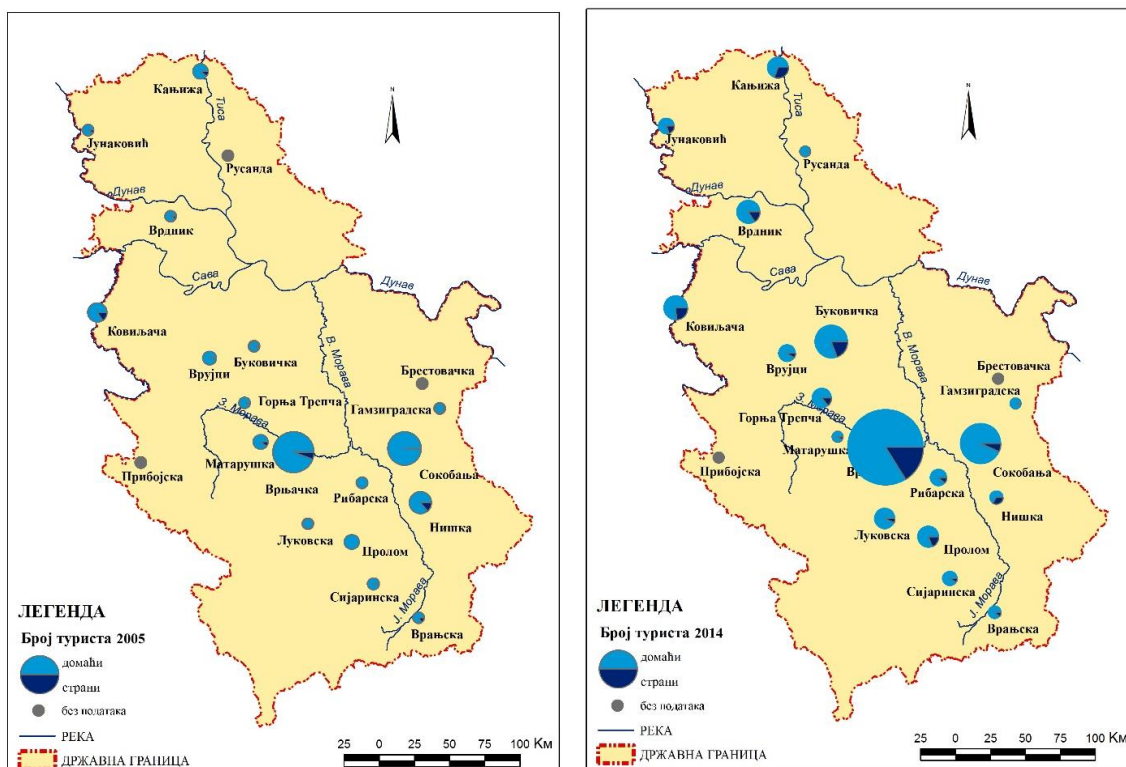 N
Кањижа
Тиса
Јунаковић
Русанда
Дунав
Врдник
Сава
Дунав
Ковиљача
В. Морава
Буковичка
Врујци
Брестовачка
Горња Трепча
Гамзиградска
З. Морава
Матарушка
Сокобања
Прибојска
Врњачка
Рибарска
Нишка
Луковска
Пролом
Сијаринска
Ј. Морава
Врањска
ЛЕГЕНДА
Број туриста 2005
домаћи
страни
без података
РЕКА
ДРЖАВНА ГРАНИЦА
25 0 25 50 75 100 Км
N
Кањижа
Тиса
Јунаковић
Русанда
Дунав
Врдник
Сава
Дунав
Ковиљача
Буковичка
В. Морава
Врујци
Брестовачка
Гамзиградска
З. Морава
Горња Трепча
Матарушка
Сокобања
Прибојска
Рибарска
Нишка
Луковска
Пролом
Сијаринска
Ј. Морава
Врањска
ЛЕГЕНДА
Број туриста 2014
домаћи
страни
без података
РЕКА
ДРЖАВНА ГРАНИЦА
25 0 25 50 75 100 Км